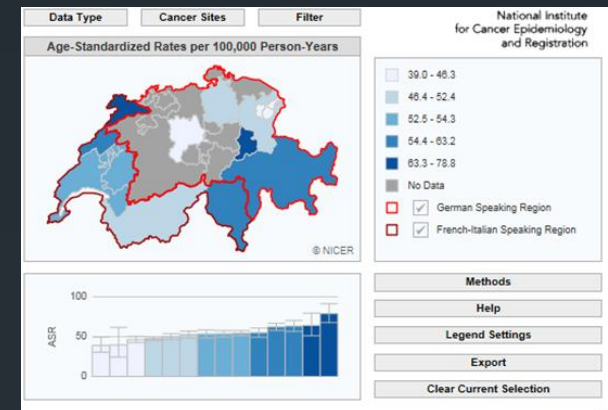 Data Type
Cancer Sites
Filter
National Institute
for Cancer Epidemiology
and Registration
Age-Standardized Rates per 100,000 Person-Years
39.0 - 46.3
46.4 - 52.4
52.5 - 54.3
54.4 - 63.2
63.3 - 78.8
No Data
German Speaking Region
French-Italian Speaking Region
© NICER
100
50
0
ASR
Methods
Help
Legend Settings
Export
Clear Current Selection